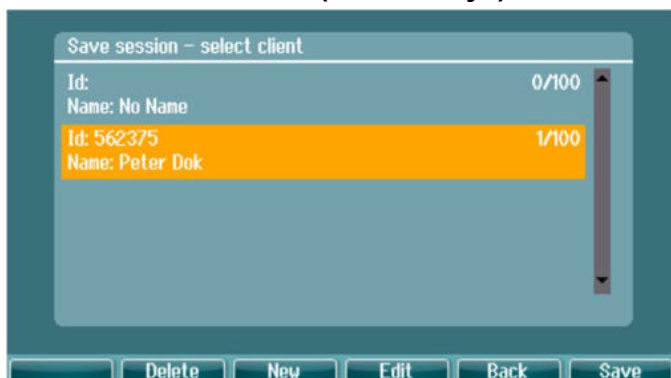 Save session – select client
Id: 0/100
Name: No Name
Id: 562375 1/100
Name: Peter Dok
Delete New Edit Back Save